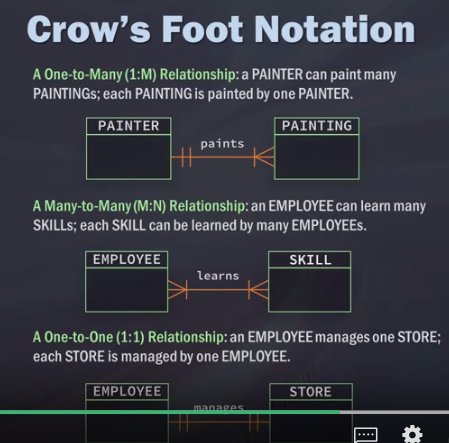 Crow's Foot Notation
A One-to-Many (1:M) Relationship: a PAINTER can paint many
PAINTINGs; each PAINTING is painted by one PAINTER.
PAINTER
PAINTING
paints
A Many-to-Many (M:N) Relationship: an EMPLOYEE can learn many
SKILLs; each SKILL can be learned by many EMPLOYEEs.
EMPLOYEE
SKILL
learns
A One-to-One (1:1) Relationship: an EMPLOYEE manages one STORE;
each STORE is managed by one EMPLOYEE.
EMPLOYEE
STORE
manages